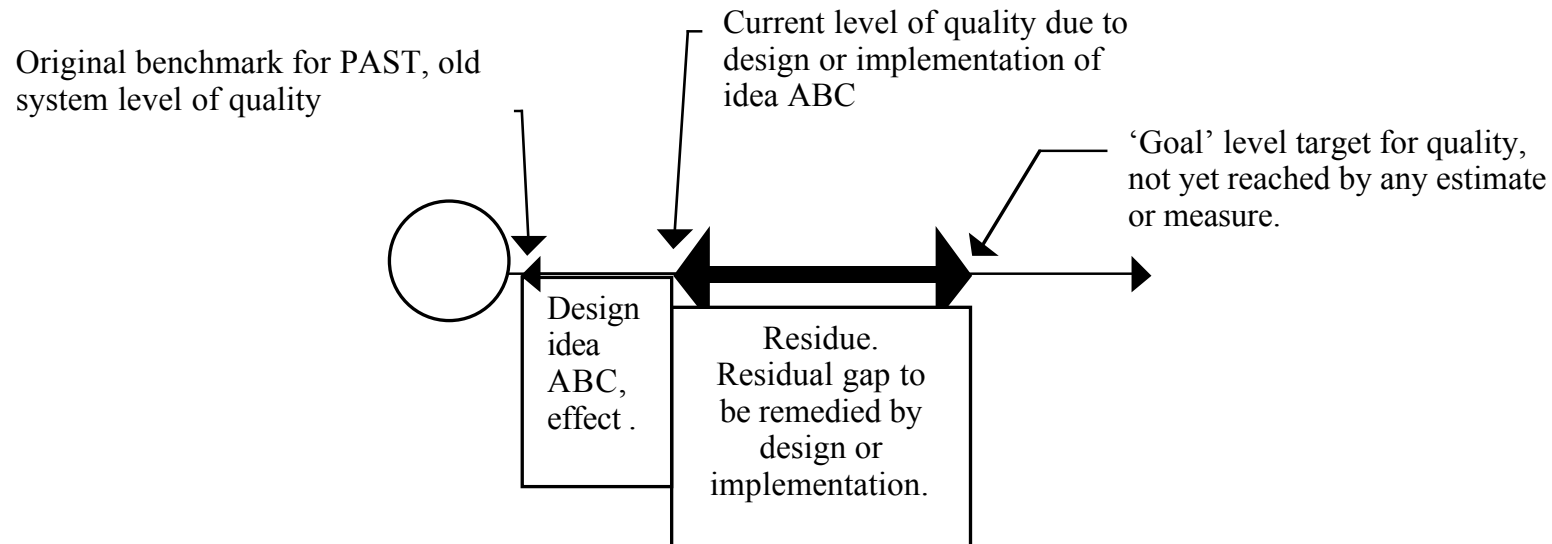 Original benchmark for PAST, old
system level of quality
Current level of quality due to
design or implementation of
idea ABC
‘Goal’ level target for quality,
not yet reached by any estimate
or measure.
Design
idea
ABC,
effect .
Residue.
Residual gap to
be remedied by
design or
implementation.